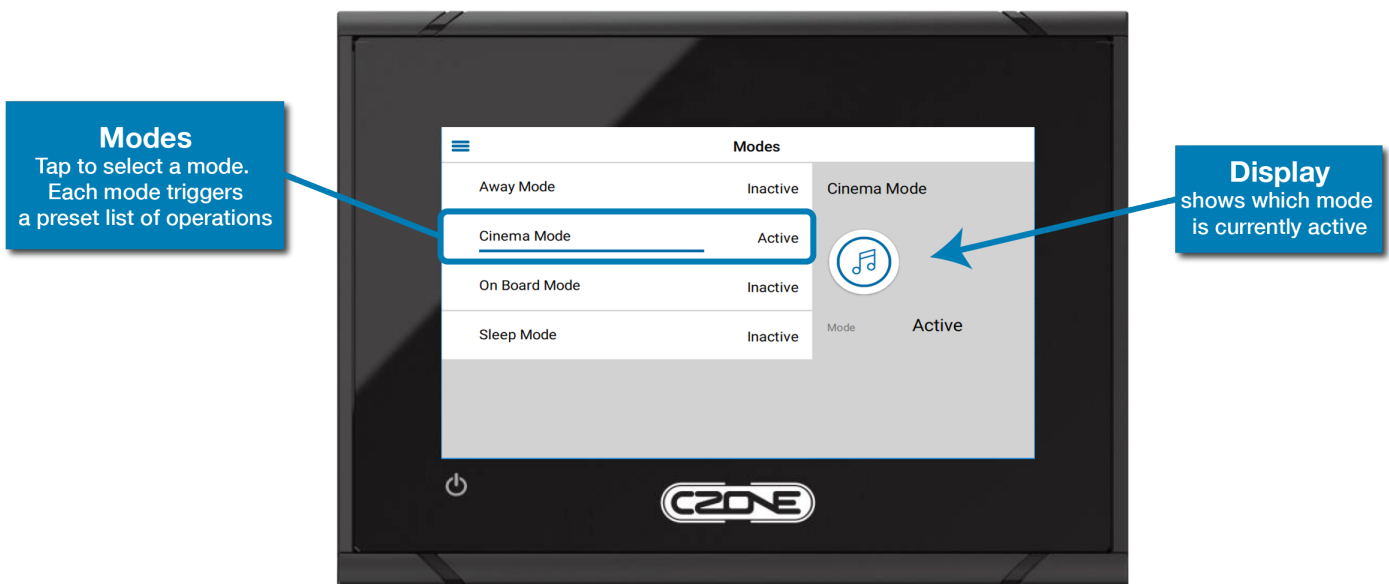 Modes
Tap to select a mode.
Each mode triggers
a preset list of operations
Modes
Away Mode Inactive
Cinema Mode Active
On Board Mode Inactive
Sleep Mode Inactive
Cinema Mode
Mode Active
CZONE
Display
shows which mode
is currently active